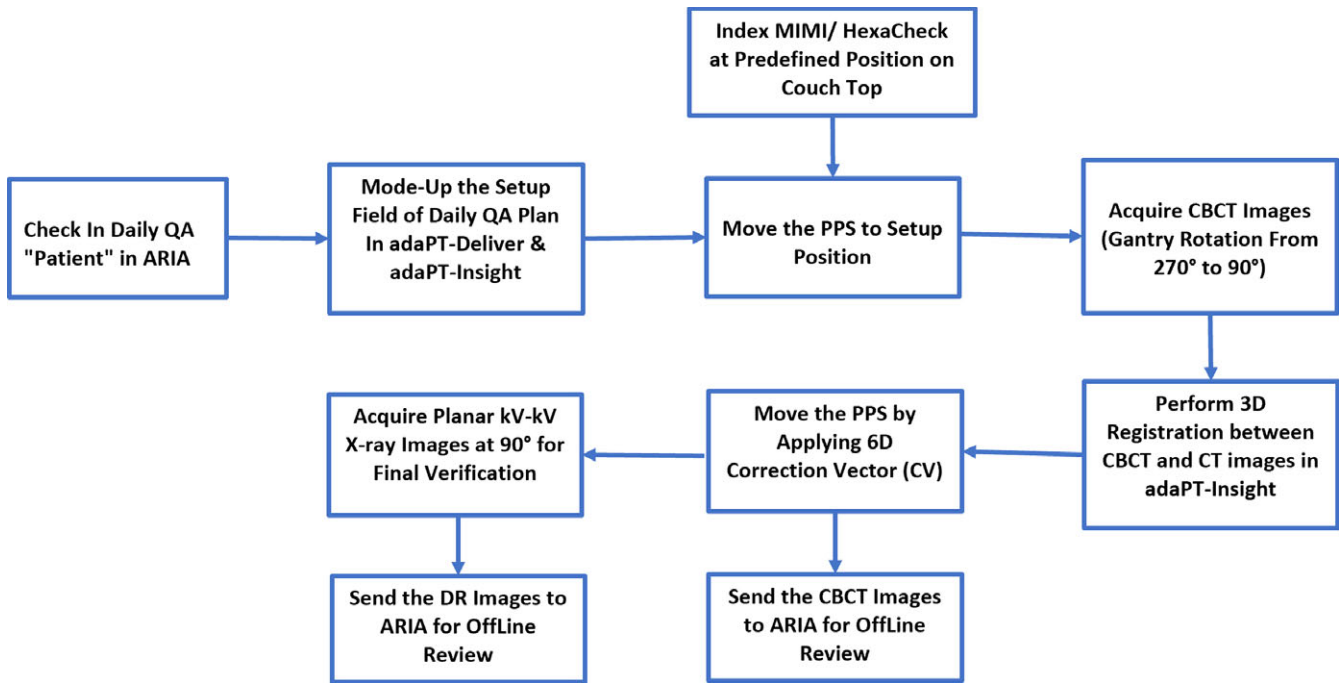 Check In Daily QA
"Patient" in ARIA
Mode-Up the Setup
Field of Daily QA Plan
In adaPT-Deliver &
adaPT-Insight
Index MIMI/ HexaCheck
at Predefined Position on
Couch Top
Move the PPS to Setup
Position
Acquire CBCT Images
(Gantry Rotation From
270° to 90°)
Perform 3D
Registration between
CBCT and CT images in
adaPT-Insight
Move the PPS by
Applying 6D
Correction Vector (CV)
Send the CBCT Images
to ARIA for OffLine
Review
Acquire Planar kV-kV
X-ray Images at 90° for
Final Verification
Send the DR Images to
ARIA for OffLine
Review